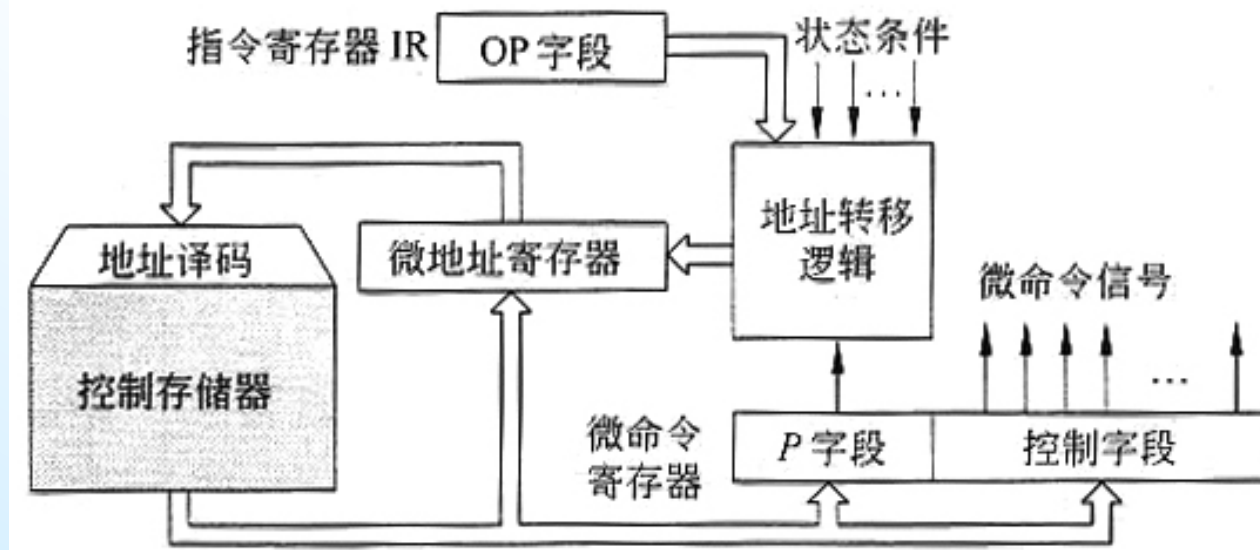 指令寄存器 IR
OP 字段
状态条件
…
地址转移
逻辑
地址译码
微地址寄存器
微命令信号
控制存储器
…
微命令
寄存器
P 字段
控制字段